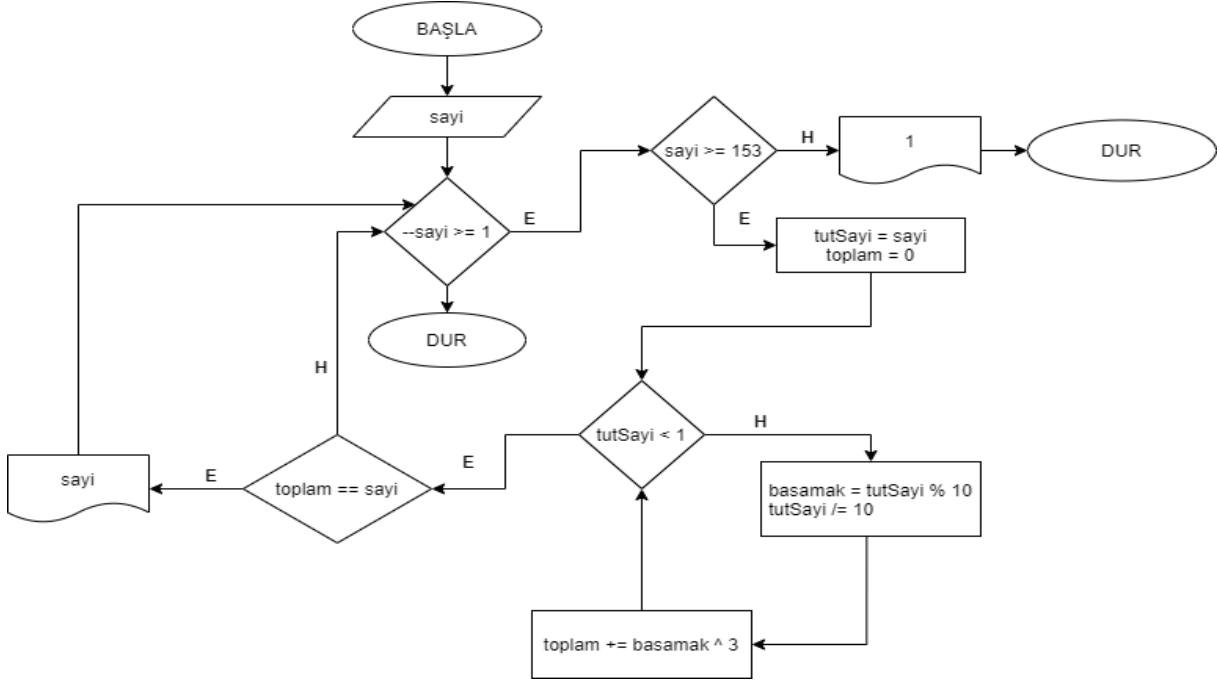 BAŞLA
sayi
--sayi >= 1
E
DUR
sayi >= 153
H
1
DUR
E
tutSayi = sayi
toplam = 0
tutSayi < 1
H
basamak = tutSayi % 10
tutSayi /= 10
toplam += basamak ^ 3
E
toplam == sayi
H
E
sayi